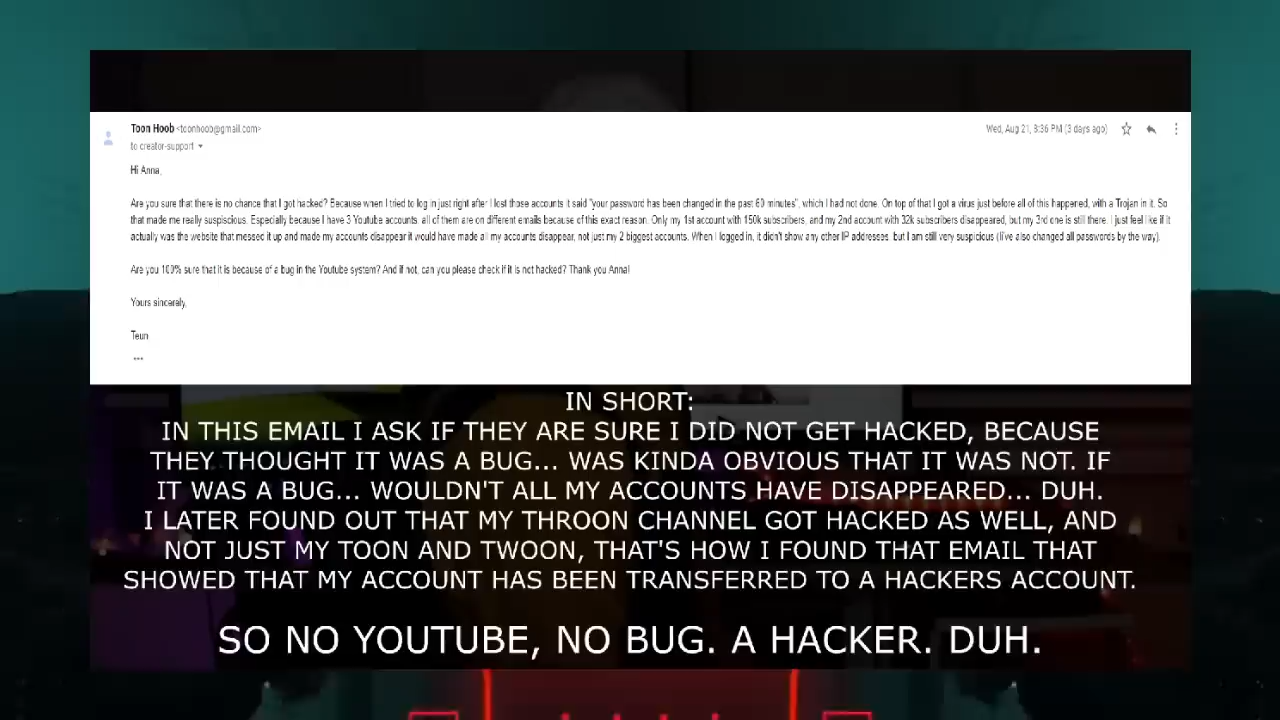 Toon Hoob <toonhoob@gmail.com>
Wed, Aug 21, 8:36 PM (3 days ago)
to creator-support
Hi Anna,
Are you sure that there is no chance that I got hacked? Because when I tried to log in just right after I lost those accounts it said "your password has been changed in the past 60 minutes", which I had not done. On top of that I got a virus just before all of this happened, with a Trojan in it. So
that made me really suspiscious. Especially because I have 3 Youtube accounts, all of them are on different emails because of this exact reason. Only my 1st account with 150k subscribers, and my 2nd account with 32k subscribers disappeared, but my 3rd one is still there. I just feel like if it
actually was the website that messed it up and made my accounts disappear it would have made all my accounts disappear, not just my 2 biggest accounts. When I logged in, it didn't show any other IP addresses, but I am still very suspicious (I've also changed all passwords by the way).
Are you 100% sure that it is because of a bug in the Youtube system? And if not, can you please check if it is not hacked? Thank you Anna!
Yours sincerely,
Teun
IN SHORT:
IN THIS EMAIL I ASK IF THEY ARE SURE I DID NOT GET HACKED, BECAUSE
THEY THOUGHT IT WAS A BUG... WAS KINDA OBVIOUS THAT IT WAS NOT. IF
IT WAS A BUG... WOULDN'T ALL MY ACCOUNTS HAVE DISAPPEARED... DUH.
I LATER FOUND OUT THAT MY THROON CHANNEL GOT HACKED AS WELL, AND
NOT JUST MY TOON AND TWOON, THAT'S HOW I FOUND THAT EMAIL THAT
SHOWED THAT MY ACCOUNT HAS BEEN TRANSFERRED TO A HACKERS ACCOUNT.
SO NO YOUTUBE, NO BUG. A HACKER. DUH.